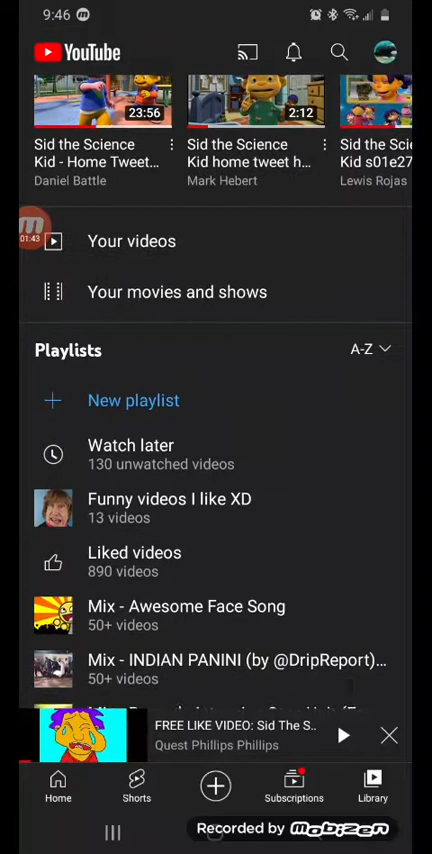 9:46
YouTube
23:56
2:12
Sid the Science
Kid - Home Tweet...
Daniel Battle
Sid the Science
Kid home tweet h...
Mark Hebert
Sid the Scie
Kid s01e27
Lewis Rojas
01:43
Your videos
Your movies and shows
Playlists
A-Z
New playlist
Watch later
130 unwatched videos
Funny videos I like XD
13 videos
Liked videos
890 videos
Mix - Awesome Face Song
50+ videos
Mix - INDIAN PANINI (by @DripReport)...
50+ videos
FREE LIKE VIDEO: Sid The S..
Quest Phillips Phillips
Home
Shorts
Subscriptions
Library
Recorded by Mobizen